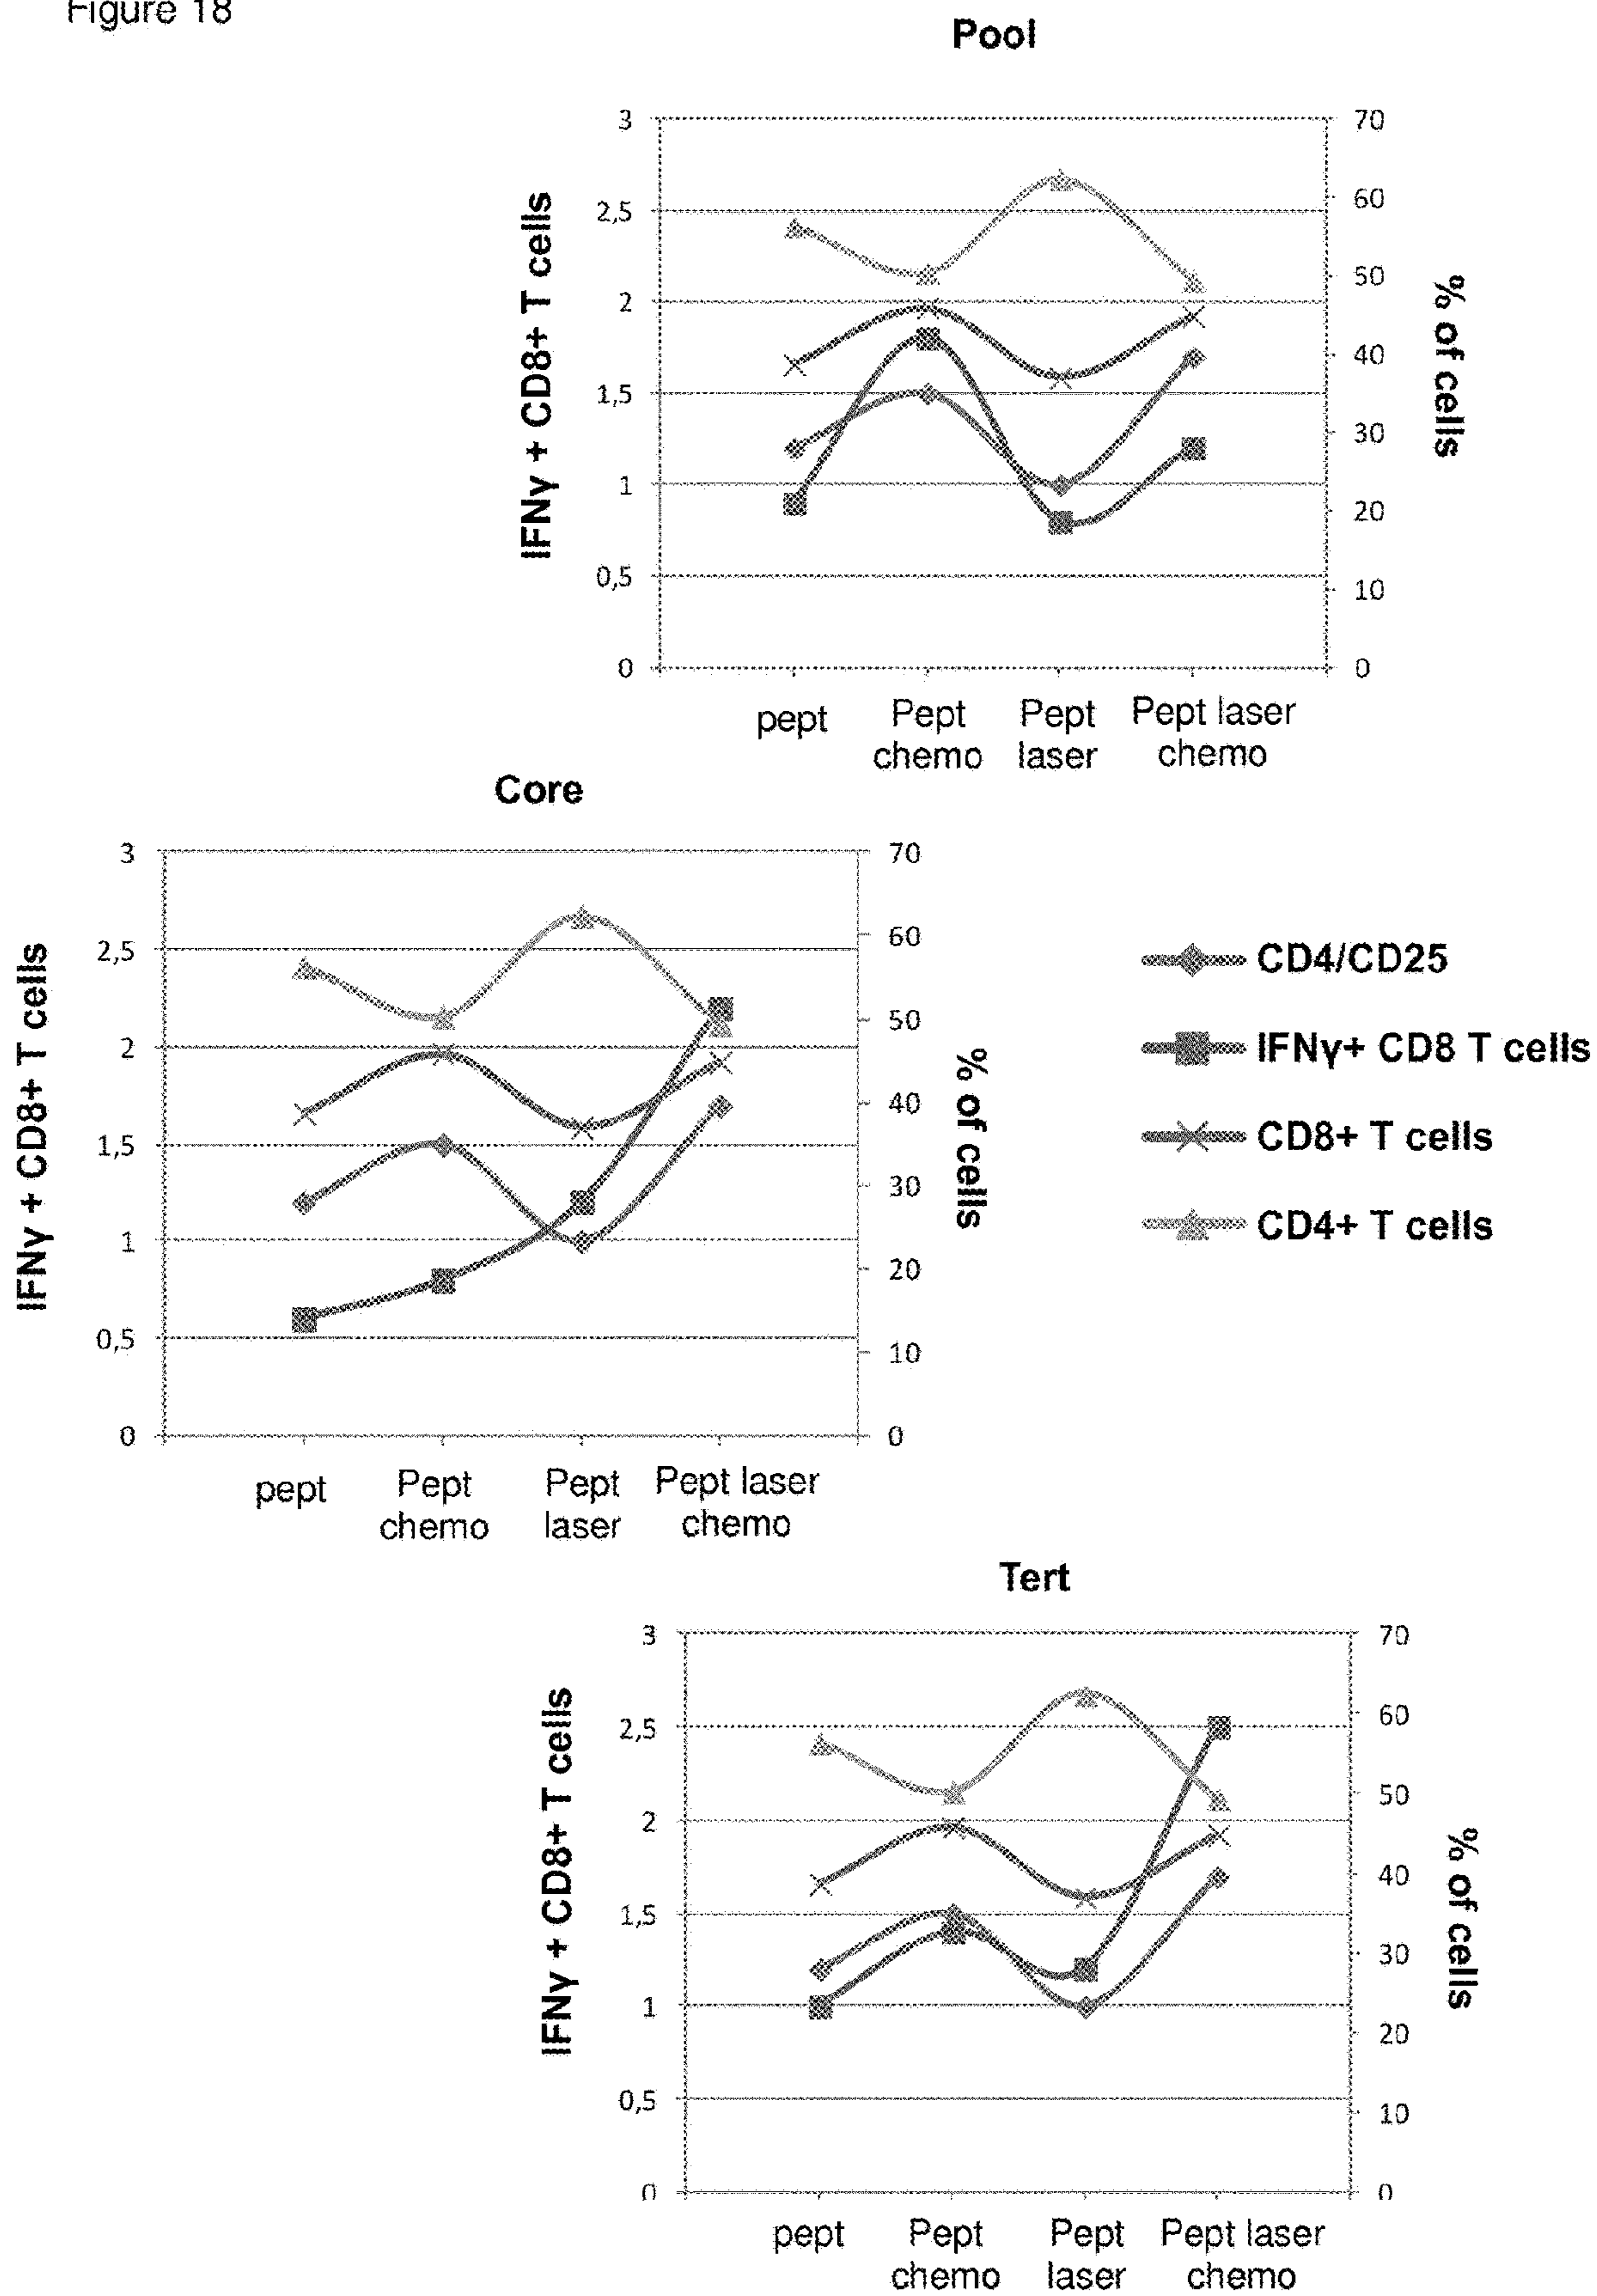 Figure 18
Pool
IFNγ + CD8+ T cells
3
2,5
2
1,5
1
0,5
0
70
60
50
40
30
20
10
0
% of cells
pept
Pept
chemo
Pept
laser
Pept laser
chemo
Core
IFNγ + CD8+ T cells
3
2,5
2
1,5
1
0,5
0
70
60
50
40
30
20
10
0
% of cells
pept
Pept
chemo
Pept
laser
Pept laser
chemo
CD4/CD25
IFNγ+ CD8 T cells
CD8+ T cells
CD4+ T cells
Tert
IFNγ + CD8+ T cells
3
2,5
2
1,5
1
0,5
0
70
60
50
40
30
20
10
0
% of cells
pept
Pept
chemo
Pept
laser
Pept laser
chemo